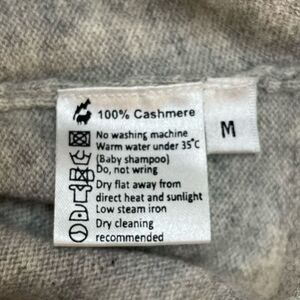 100% Cashmere
M
No washing machine
Warm water under 35°C
(Baby shampoo)
Do, not wring
Dry flat away from
direct heat and sunlight
Low steam iron
Dry cleaning
recommended